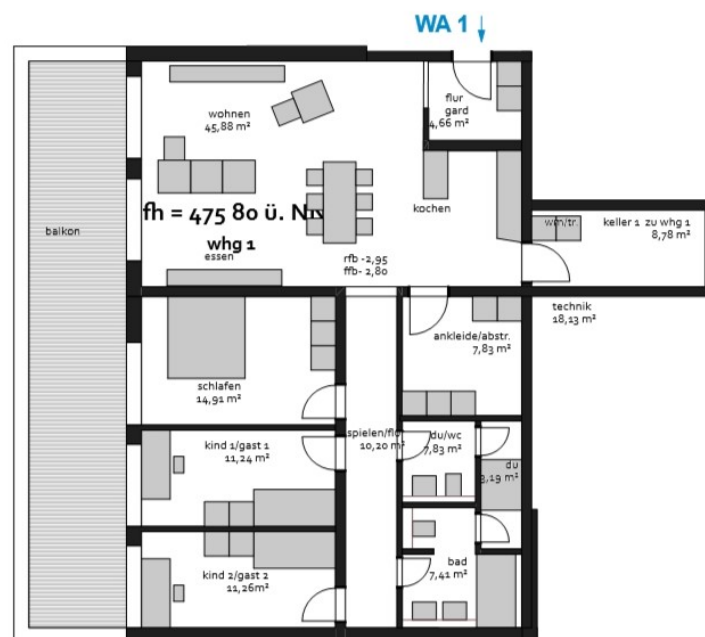 WA 1
flur
gard
4,66 m²
wohnen
45,88 m²
kochen
balkon
fh = 475 80 ü. NN
whg 1
essen
rfb -2,95
ffb- 2,80
wm/tr.
keller 1 zu whg 1
8,78 m²
technik
18,13 m²
ankleide/abstr.
7,83 m²
schlafen
14,91 m²
kind 1/gast 1
11,24 m²
spielen/flur
10,20 m²
du/wc
7,83 m²
du
3,19 m²
kind 2/gast 2
11,26m²
bad
7,41 m²